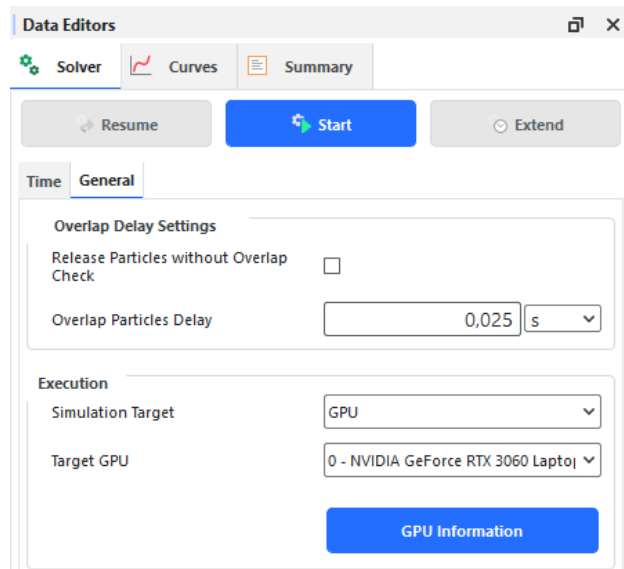 Data Editors
Solver Curves Summary
Resume Start Extend
Time General
Overlap Delay Settings
Release Particles without Overlap
Check
Overlap Particles Delay 0,025 s
Execution
Simulation Target GPU
Target GPU 0 - NVIDIA GeForce RTX 3060 Laptop
GPU Information